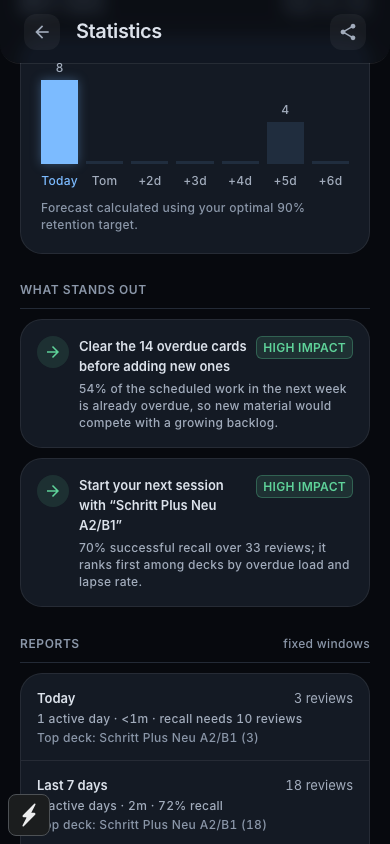 Statistics
8
4
Today Tom +2d +3d +4d +5d +6d
Forecast calculated using your optimal 90%
retention target.
WHAT STANDS OUT
Clear the 14 overdue cards HIGH IMPACT
before adding new ones
54% of the scheduled work in the next week
is already overdue, so new material would
compete with a growing backlog.
Start your next session HIGH IMPACT
with “Schritt Plus Neu
A2/B1”
70% successful recall over 33 reviews; it
ranks first among decks by overdue load and
lapse rate.
REPORTS fixed windows
Today 3 reviews
1 active day · <1m · recall needs 10 reviews
Top deck: Schritt Plus Neu A2/B1 (3)
Last 7 days 18 reviews
active days · 2m · 72% recall
deck: Schritt Plus Neu A2/B1 (18)